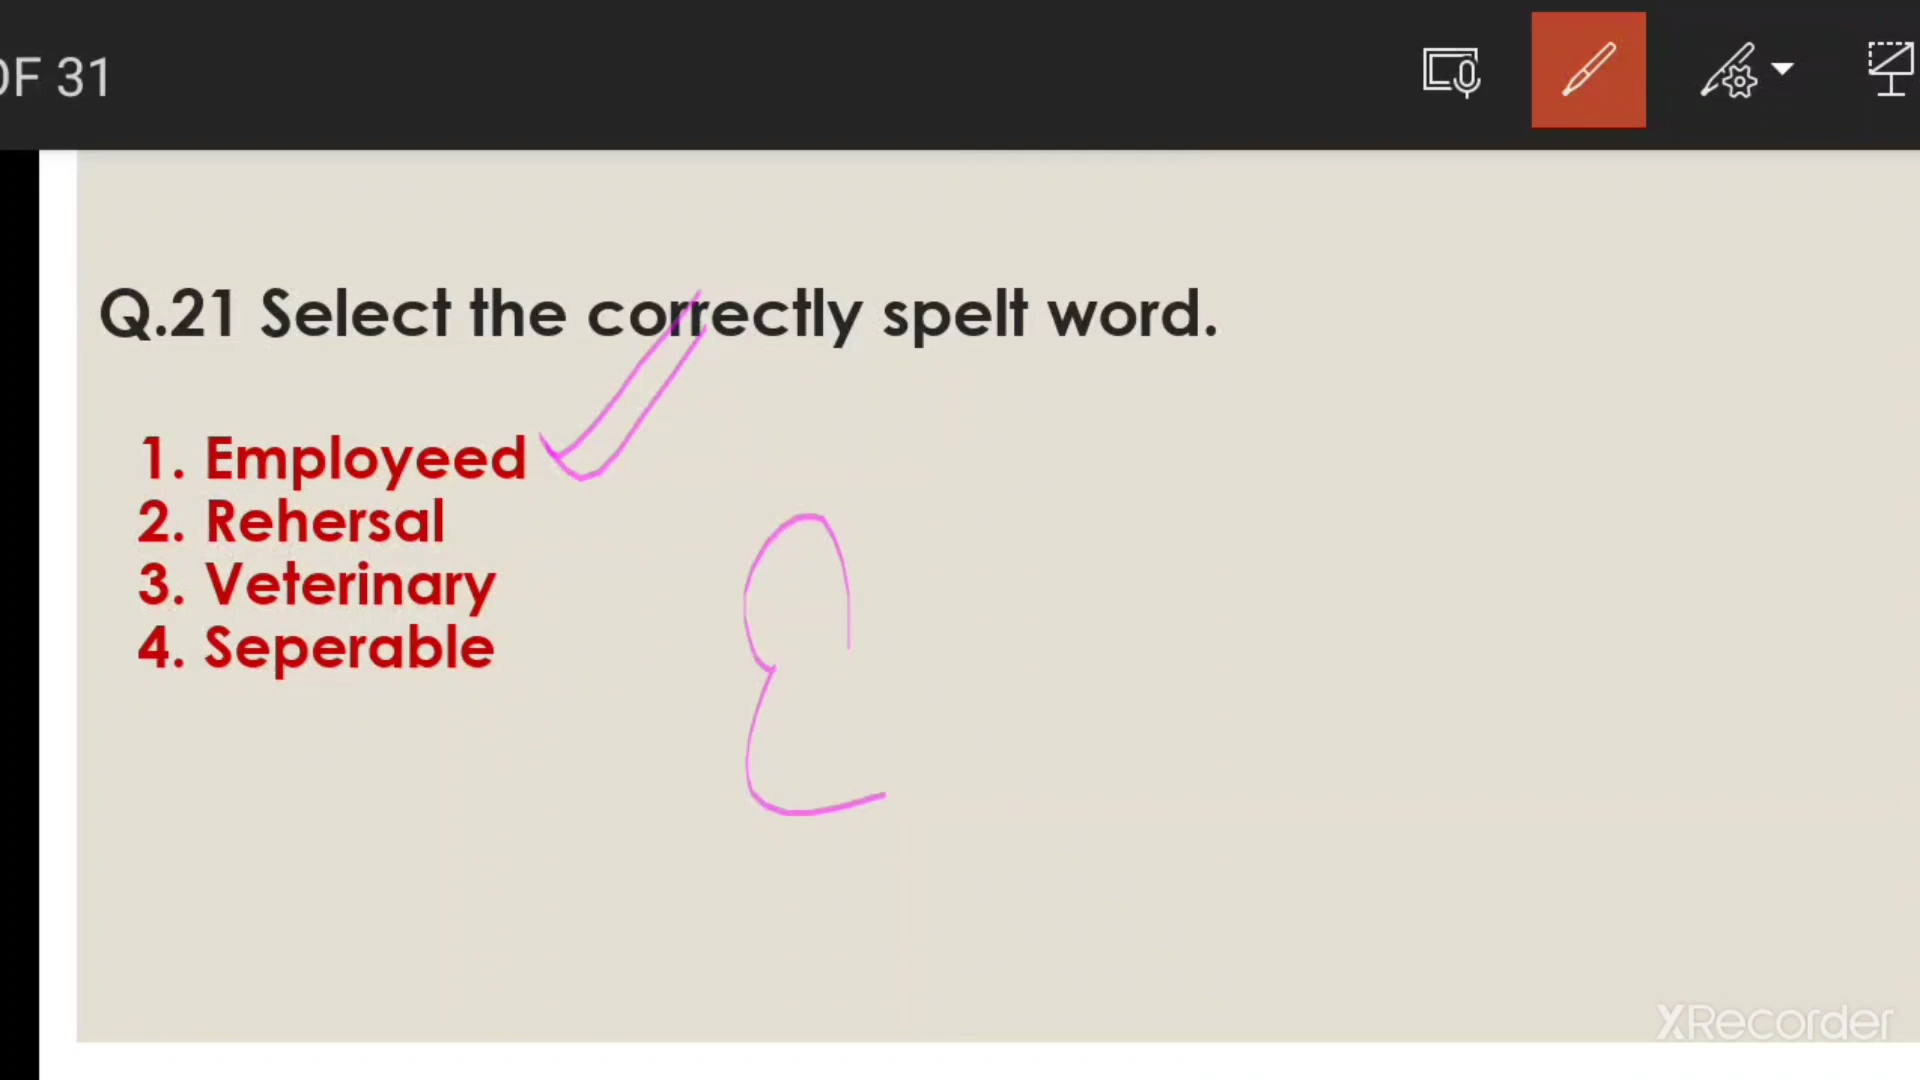 OF 31
Q.21 Select the correctly spelt word.
1. Employeed
2. Rehersal
3. Veterinary
4. Seperable
XRecorder